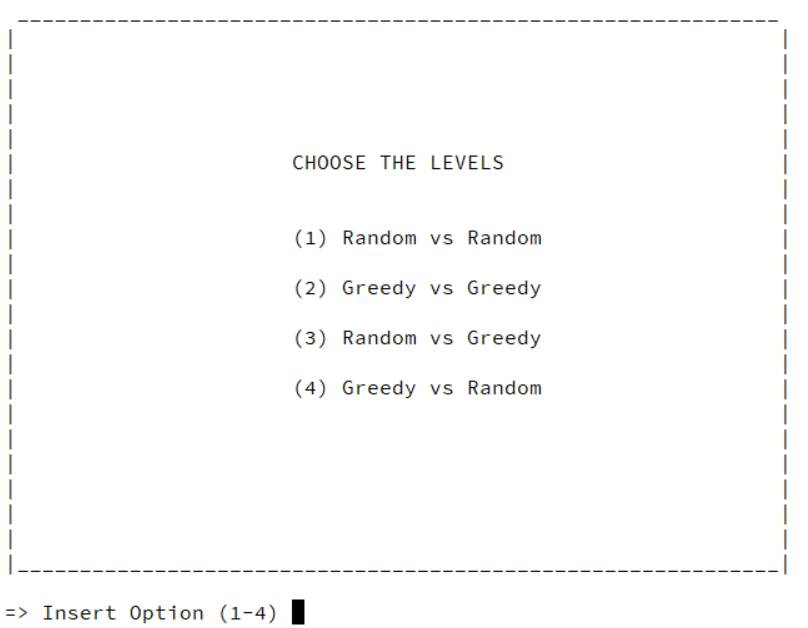 CHOOSE THE LEVELS
(1) Random vs Random
(2) Greedy vs Greedy
(3) Random vs Greedy
(4) Greedy vs Random
=> Insert Option (1-4)